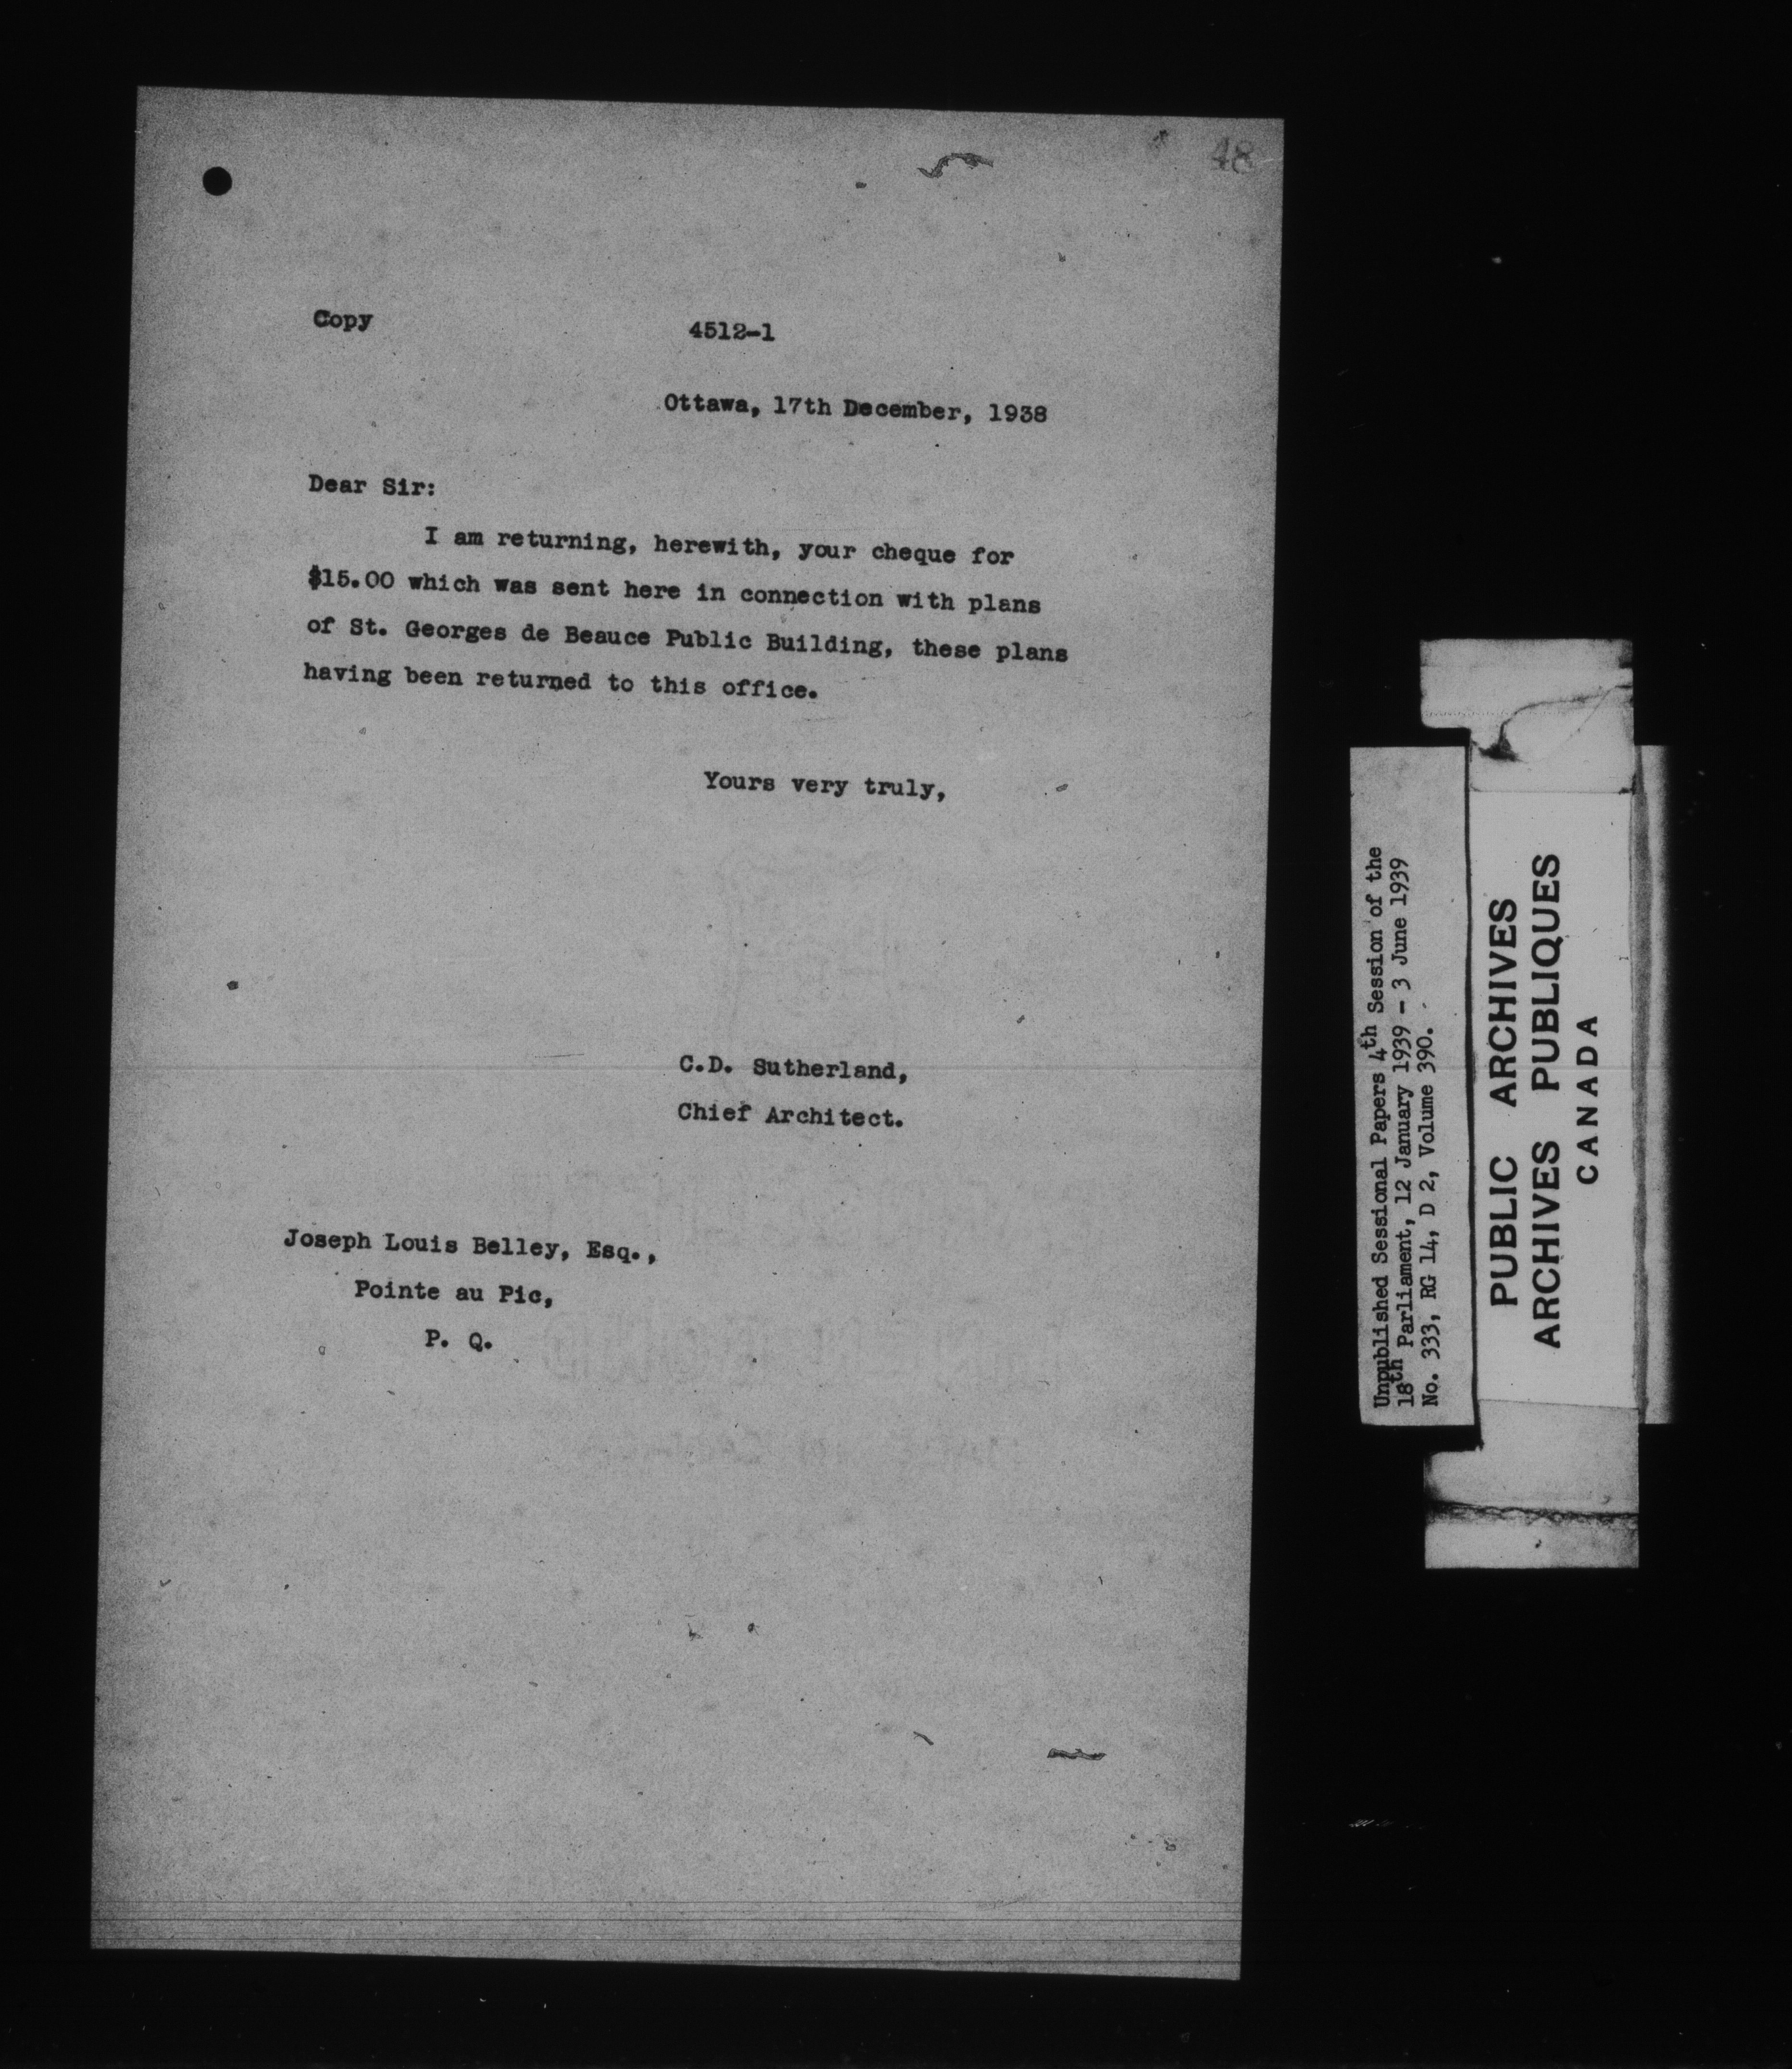 48
Copy
4512-1
Ottawa, 17th December, 1938
Dear Sir:
I am returning, herewith, your cheque for
$15.00 which was sent here in connection with plans
of St. Georges de Beauce Public Building, these plans
having been returned to this office.
Yours very truly,
C.D. Sutherland,
Chief Architect.
Joseph Louis Belley, Esq.,
Pointe au Pic,
P. Q.
Unpublished Sessional Papers 4th Session of the
18th Parliament, 12 January 1939 - 3 June 1939
No. 333, RG 14, D 2, Volume 390.
PUBLIC ARCHIVES
ARCHIVES PUBLIQUES
CANADA